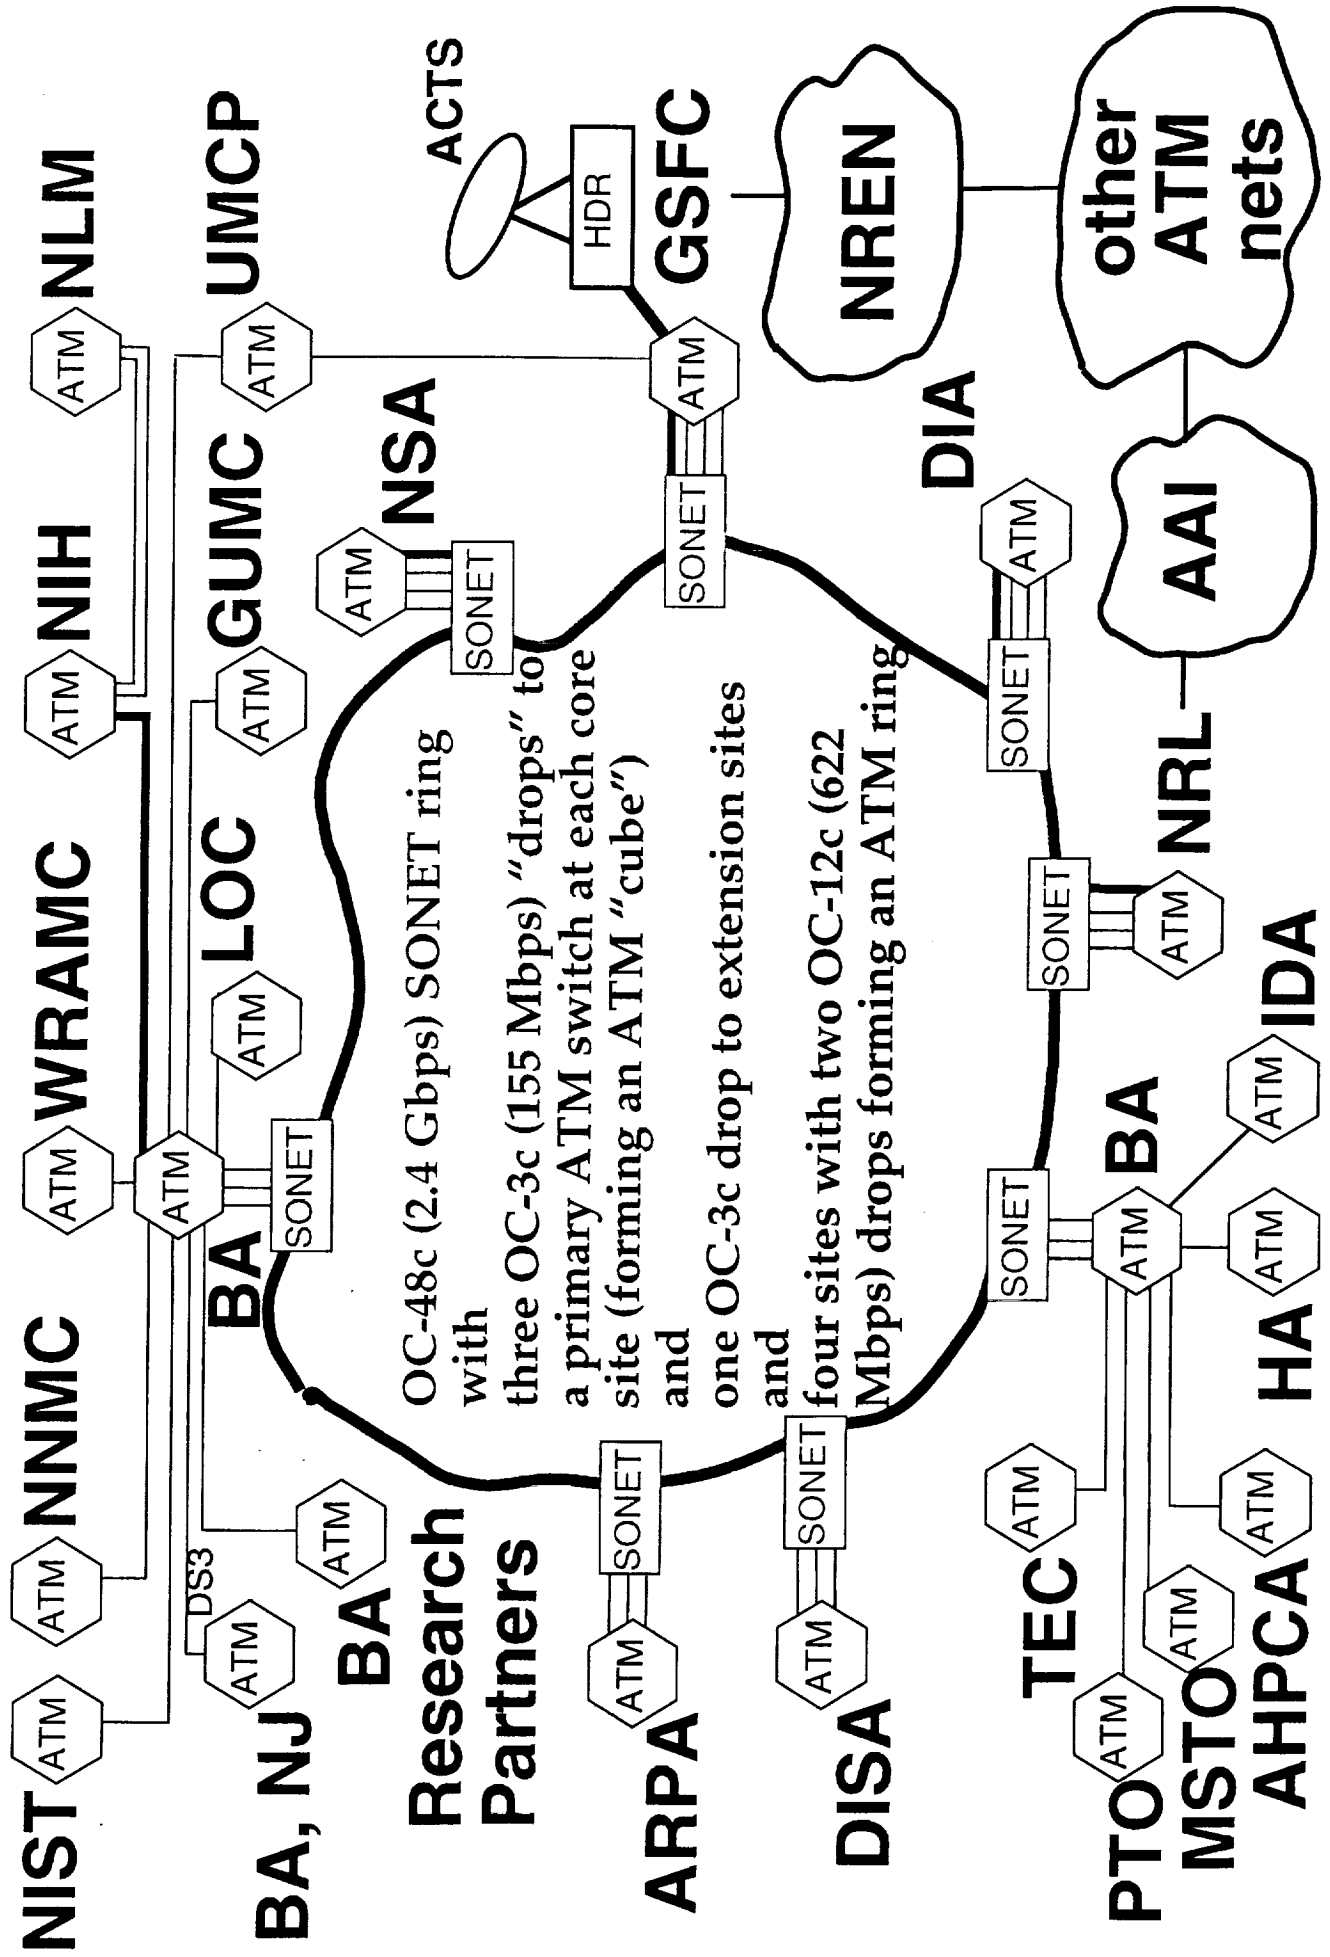 NIST
NNMC
WRAMC
NIH
NLM
ATM
ATM
ATM
ATM
ATM
BA, NJ
DS3
ATM
BA
ATM
LOC
ATM
GUMC
ATM
UMCP
ATM
BA
ATM
SONET
ATM
NSA
SONET
ACTS
HDR
GSFC
ATM
SONET
Research
Partners
OC-48c (2.4 Gbps) SONET ring
with
three OC-3c (155 Mbps) "drops" to
a primary ATM switch at each core
site (forming an ATM "cube")
and
one OC-3c drop to extension sites
and
four sites with two OC-12c (622
Mbps) drops forming an ATM ring
ARPA
ATM
SONET
DISA
ATM
SONET
NREN
DIA
ATM
SONET
SONET
ATM
NRL
AAI
other
ATM
nets
SONET
ATM
BA
TEC
ATM
PTO
ATM
MSTO
ATM
AHPCA
ATM
HA
ATM
IDA
ATM